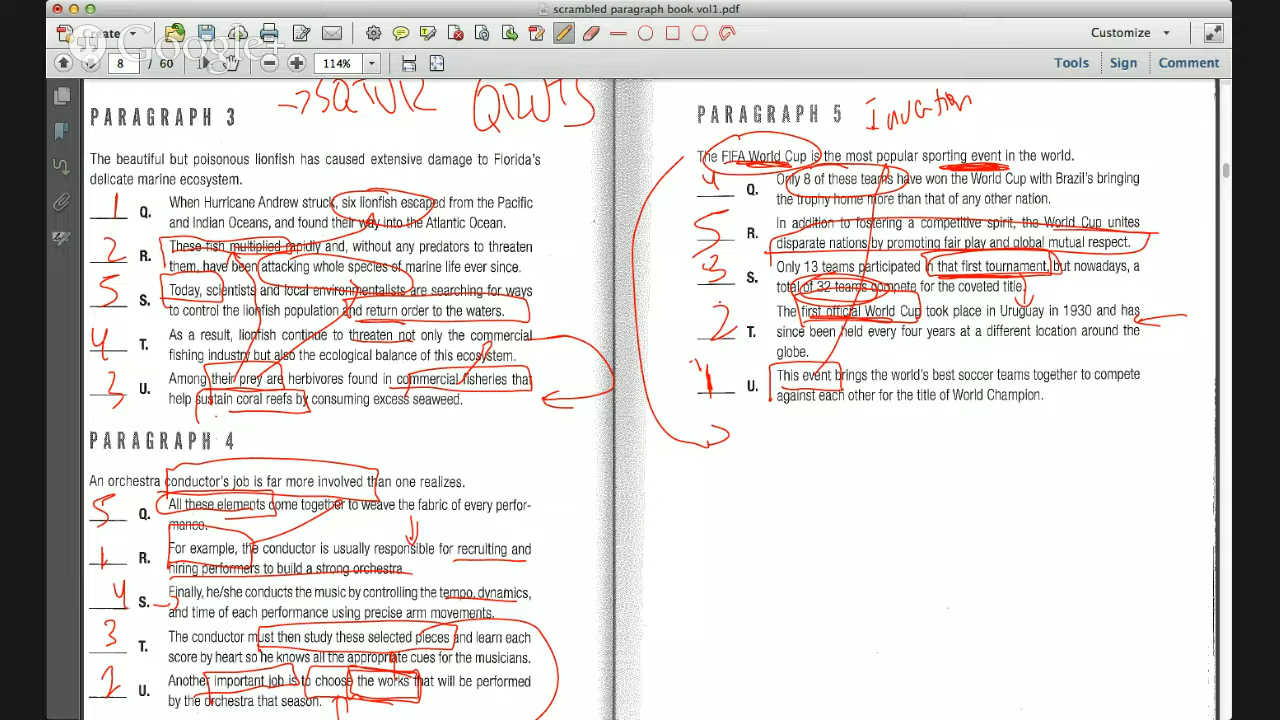 scrambled paragraph book vol1.pdf
Create
Google+
Customize
8 / 60
114%
Tools
Sign
Comment
PARAGRAPH 3
The beautiful but poisonous lionfish has caused extensive damage to Florida's
delicate marine ecosystem.
1 Q. When Hurricane Andrew struck, six lionfish escaped from the Pacific
and Indian Oceans, and found their way into the Atlantic Ocean.
2 R. These fish multiplied rapidly and, without any predators to threaten
them, have been attacking whole species of marine life ever since.
5 S. Today, scientists and local environmentalists are searching for ways
to control the lionfish population and return order to the waters.
4 T. As a result, lionfish continue to threaten not only the commercial
fishing industry but also the ecological balance of this ecosystem.
3 U. Among their prey are herbivores found in commercial fisheries that
help sustain coral reefs by consuming excess seaweed.
PARAGRAPH 4
An orchestra conductor's job is far more involved than one realizes.
5 Q. All these elements come together to weave the fabric of every perfor-
mance.
1 R. For example, the conductor is usually responsible for recruiting and
hiring performers to build a strong orchestra.
4 S. Finally, he/she conducts the music by controlling the tempo, dynamics,
and time of each performance using precise arm movements.
3 T. The conductor must then study these selected pieces and learn each
score by heart so he knows all the appropriate cues for the musicians.
2 U. Another important job is to choose the works that will be performed
by the orchestra that season.
PARAGRAPH 5
The FIFA World Cup is the most popular sporting event in the world.
4 Q. Only 8 of these teams have won the World Cup with Brazil's bringing
the trophy home more than that of any other nation.
5 R. In addition to fostering a competitive spirit, the World Cup unites
disparate nations by promoting fair play and global mutual respect.
3 S. Only 13 teams participated in that first tournament, but nowadays, a
total of 32 teams compete for the coveted title.
2 T. The first official World Cup took place in Uruguay in 1930 and has
since been held every four years at a different location around the
globe.
1 U. This event brings the world's best soccer teams together to compete
against each other for the title of World Champion.